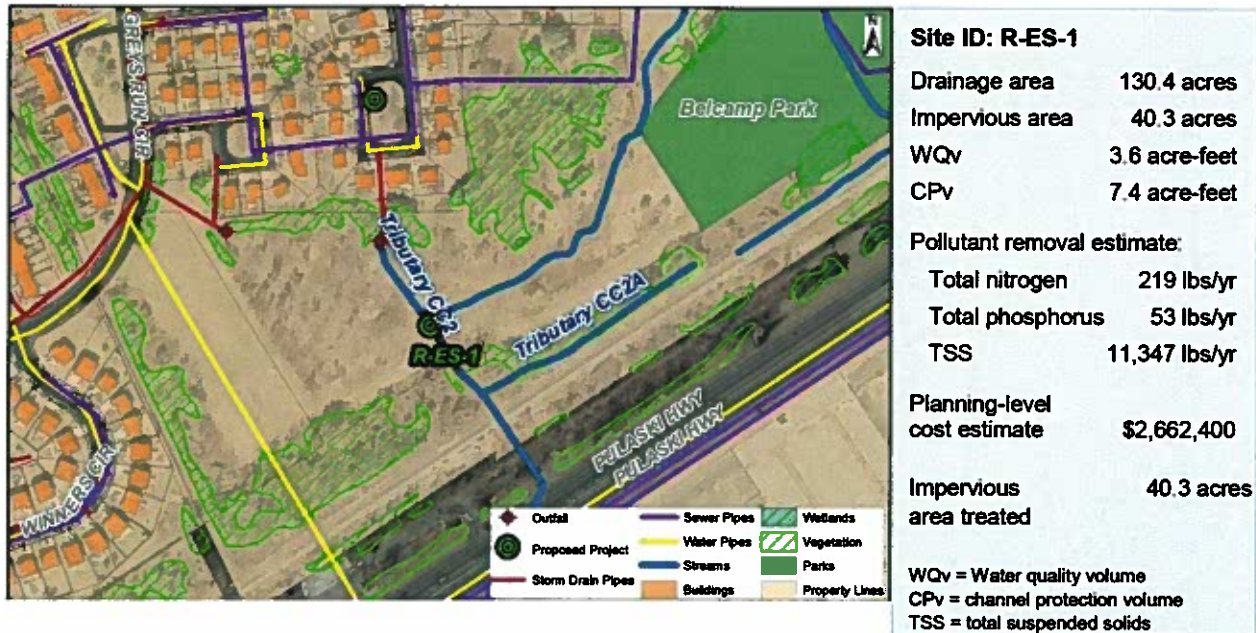 GREYS RUN CIR
N
Belcamp Park
Tributary CC2
Tributary CC2A
R-ES-1
PULASKI HWY
PULASKI HWY
WINNERS CIR
Outfall
Proposed Project
Storm Drain Pipes
Sewer Pipes
Water Pipes
Streams
Buildings
Wetlands
Vegetation
Parks
Property Lines
Site ID: R-ES-1
Drainage area 130.4 acres
Impervious area 40.3 acres
WQv 3.6 acre-feet
CPv 7.4 acre-feet
Pollutant removal estimate:
Total nitrogen 219 lbs/yr
Total phosphorus 53 lbs/yr
TSS 11,347 lbs/yr
Planning-level
cost estimate $2,662,400
Impervious 40.3 acres
area treated
WQv = Water quality volume
CPv = channel protection volume
TSS = total suspended solids